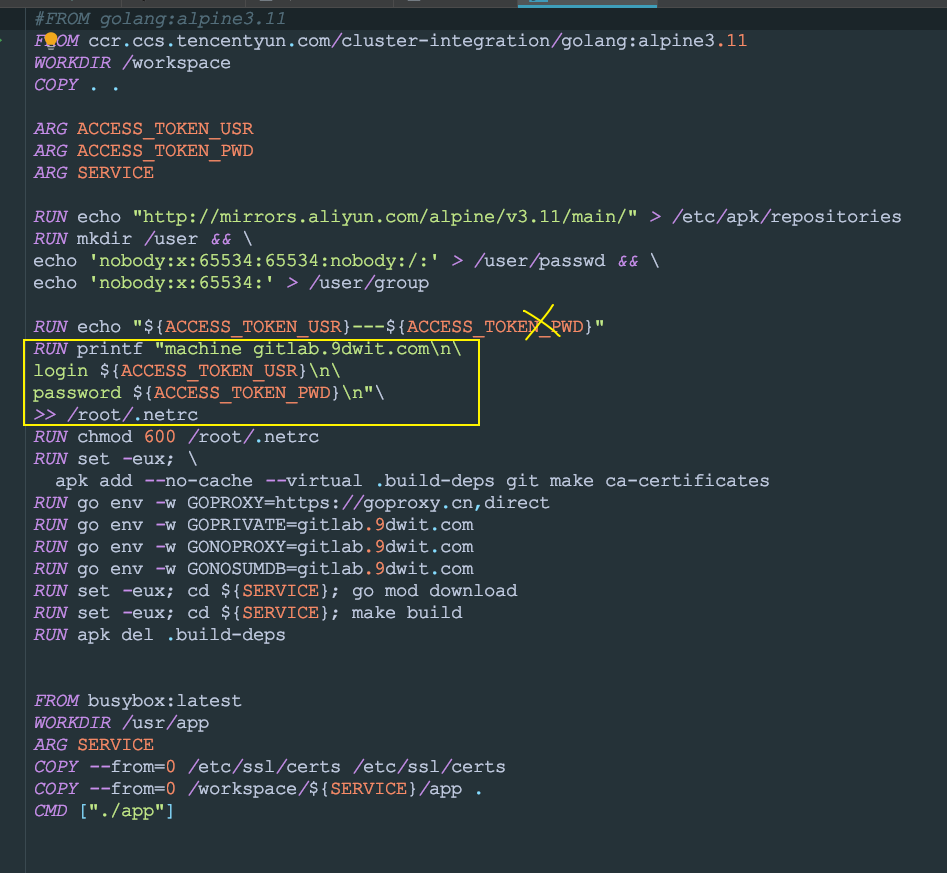 #FROM golang:alpine3.11
FROM ccr.ccs.tencentyun.com/cluster-integration/golang:alpine3.11
WORKDIR /workspace
COPY . .
ARG ACCESS_TOKEN_USR
ARG ACCESS_TOKEN_PWD
ARG SERVICE
RUN echo "http://mirrors.aliyun.com/alpine/v3.11/main/" > /etc/apk/repositories
RUN mkdir /user && \
echo 'nobody:x:65534:65534:nobody:/:' > /user/passwd && \
echo 'nobody:x:65534:' > /user/group
RUN echo "${ACCESS_TOKEN_USR}---${ACCESS_TOKEN_PWD}"
RUN printf "machine gitlab.9dwit.com\n\
login ${ACCESS_TOKEN_USR}\n\
password ${ACCESS_TOKEN_PWD}\n"\
>> /root/.netrc
RUN chmod 600 /root/.netrc
RUN set -eux; \
  apk add --no-cache --virtual .build-deps git make ca-certificates
RUN go env -w GOPROXY=https://goproxy.cn,direct
RUN go env -w GOPRIVATE=gitlab.9dwit.com
RUN go env -w GONOPROXY=gitlab.9dwit.com
RUN go env -w GONOSUMDB=gitlab.9dwit.com
RUN set -eux; cd ${SERVICE}; go mod download
RUN set -eux; cd ${SERVICE}; make build
RUN apk del .build-deps
FROM busybox:latest
WORKDIR /usr/app
ARG SERVICE
COPY --from=0 /etc/ssl/certs /etc/ssl/certs
COPY --from=0 /workspace/${SERVICE}/app .
CMD ["./app"]